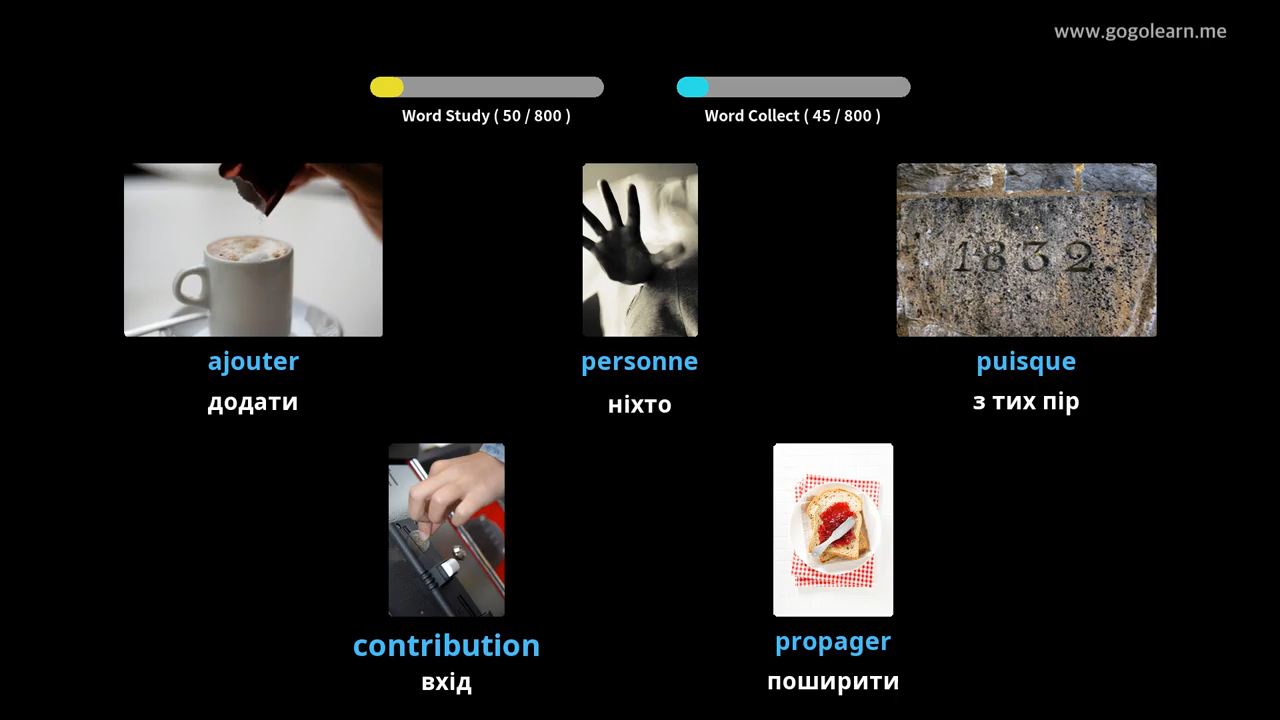 www.gogolearn.me
Word Study ( 50 / 800 )
Word Collect ( 45 / 800 )
1832.
ajouter
personne
puisque
додати
ніхто
з тих пір
contribution
propager
вхід
поширити